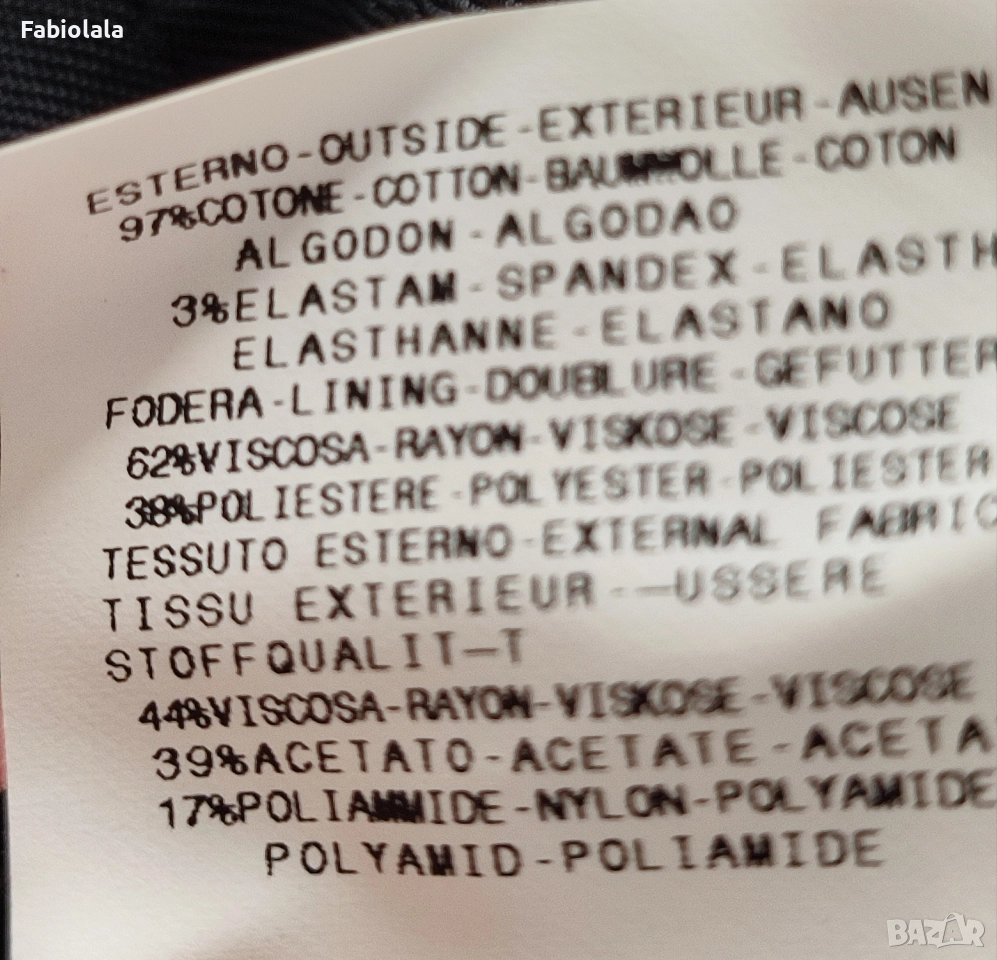 Fabiolala
ESTERNO-OUTSIDE-EXTERIEUR-AUSEN
97%COTONE-COTTON-BAUMWOLLE-COTON
ALGODON-ALGODAO
3%ELASTAM-SPANDEX-ELASTH
ELASTHANNE-ELASTANO
FODERA-LINING-DOUBLURE-GEFUTTER
62%VISCOSA-RAYON-VISKOSE-VISCOSE
38%POLIESTERE-POLYESTER-POLIESTER
TESSUTO ESTERNO-EXTERNAL FABRIC
TISSU EXTERIEUR-—USSERE
STOFFQUALIT—T
44%VISCOSA-RAYON-VISKOSE-VISCOSE
39%ACETATO-ACETATE-ACETA
17%POLIAMMIDE-NYLON-POLYAMIDE
POLYAMID-POLIAMIDE
BAZAR